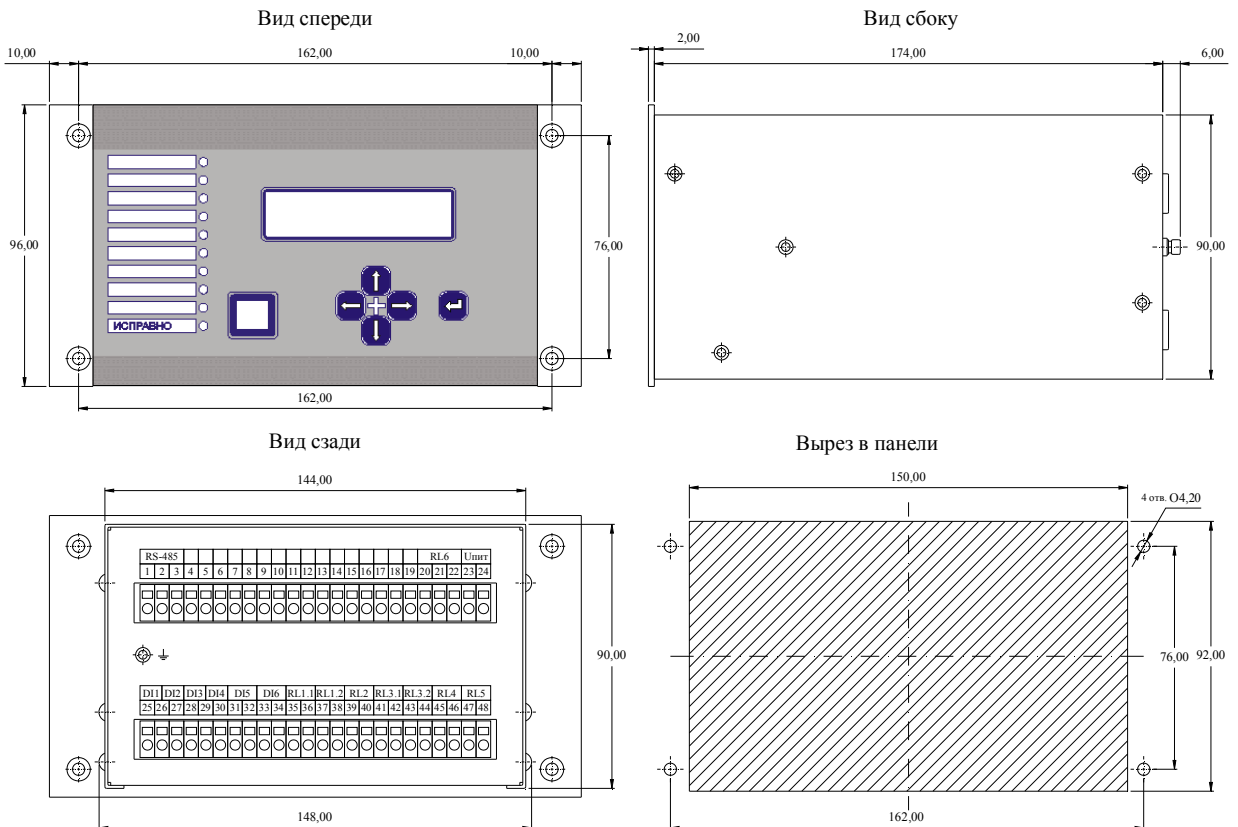 Вид спереди
10,00 162,00 10,00
96,00
76,00
ИСПРАВНО
162,00
Вид сбоку
2,00 174,00 6,00
90,00
Вид сзади
144,00
RS-485 RL6 Uпит
1 2 3 4 5 6 7 8 9 10 11 12 13 14 15 16 17 18 19 20 21 22 23 24
90,00
DI1 DI2 DI3 DI4 DI5 DI6 RL1.1 RL1.2 RL2 RL3.1 RL3.2 RL4 RL5
25 26 27 28 29 30 31 32 33 34 35 36 37 38 39 40 41 42 43 44 45 46 47 48
148,00
Вырез в панели
150,00
4 отв. O4,20
76,00 92,00
162,00